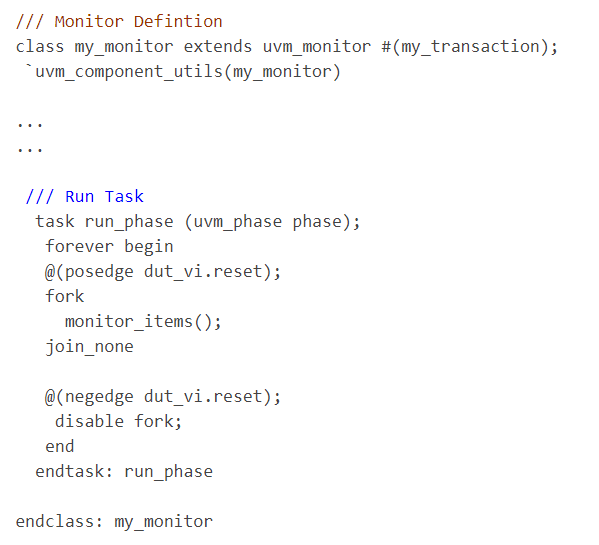 /// Monitor Defintion
class my_monitor extends uvm_monitor #(my_transaction);
`uvm_component_utils(my_monitor)
...
...
/// Run Task
task run_phase (uvm_phase phase);
forever begin
@(posedge dut_vi.reset);
fork
monitor_items();
join_none
@(negedge dut_vi.reset);
disable fork;
end
endtask: run_phase
endclass: my_monitor